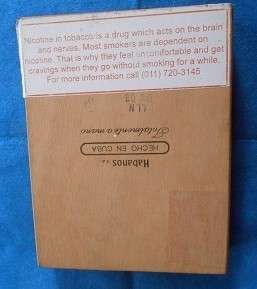 Nicotine in tobacco is a drug which acts on the brain
and nerves. Most smokers are dependent on
nicotine. That is why they feel uncomfortable and get
cravings when they go without smoking for a while.
For more information call (011) 720-3145
Habanos s.a.
HECHO EN CUBA
Totalmente a mano